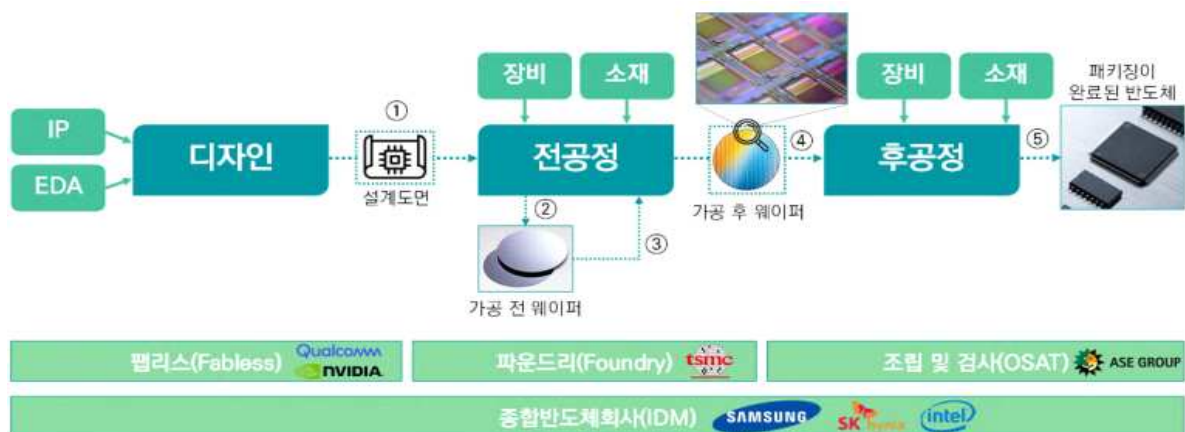 장비
소재
장비
소재
패키징이
완료된 반도체
IP
EDA
디자인
①
설계도면
전공정
②
③
가공 전 웨이퍼
④
가공 후 웨이퍼
후공정
⑤
팹리스(Fabless)
Qualcomm
NVIDIA
파운드리(Foundry)
tsmc
조립 및 검사(OSAT)
ASE GROUP
종합반도체회사(IDM)
SAMSUNG
SK hynix
intel